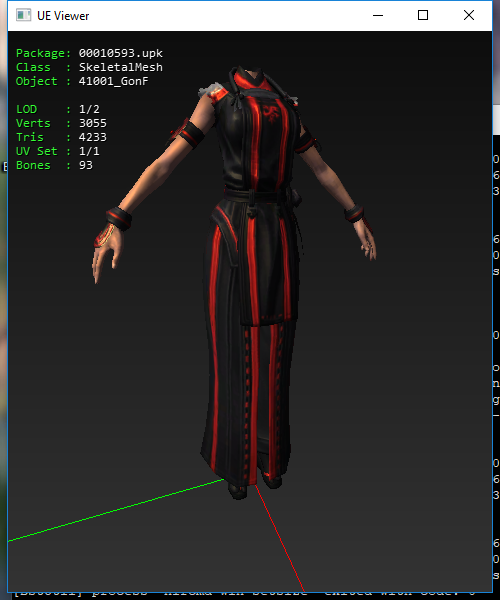 UE Viewer
Package: 00010593.upk
Class : SkeletalMesh
Object : 41001_GonF
LOD : 1/2
Verts : 3055
Tris : 4233
UV Set : 1/1
Bones : 93